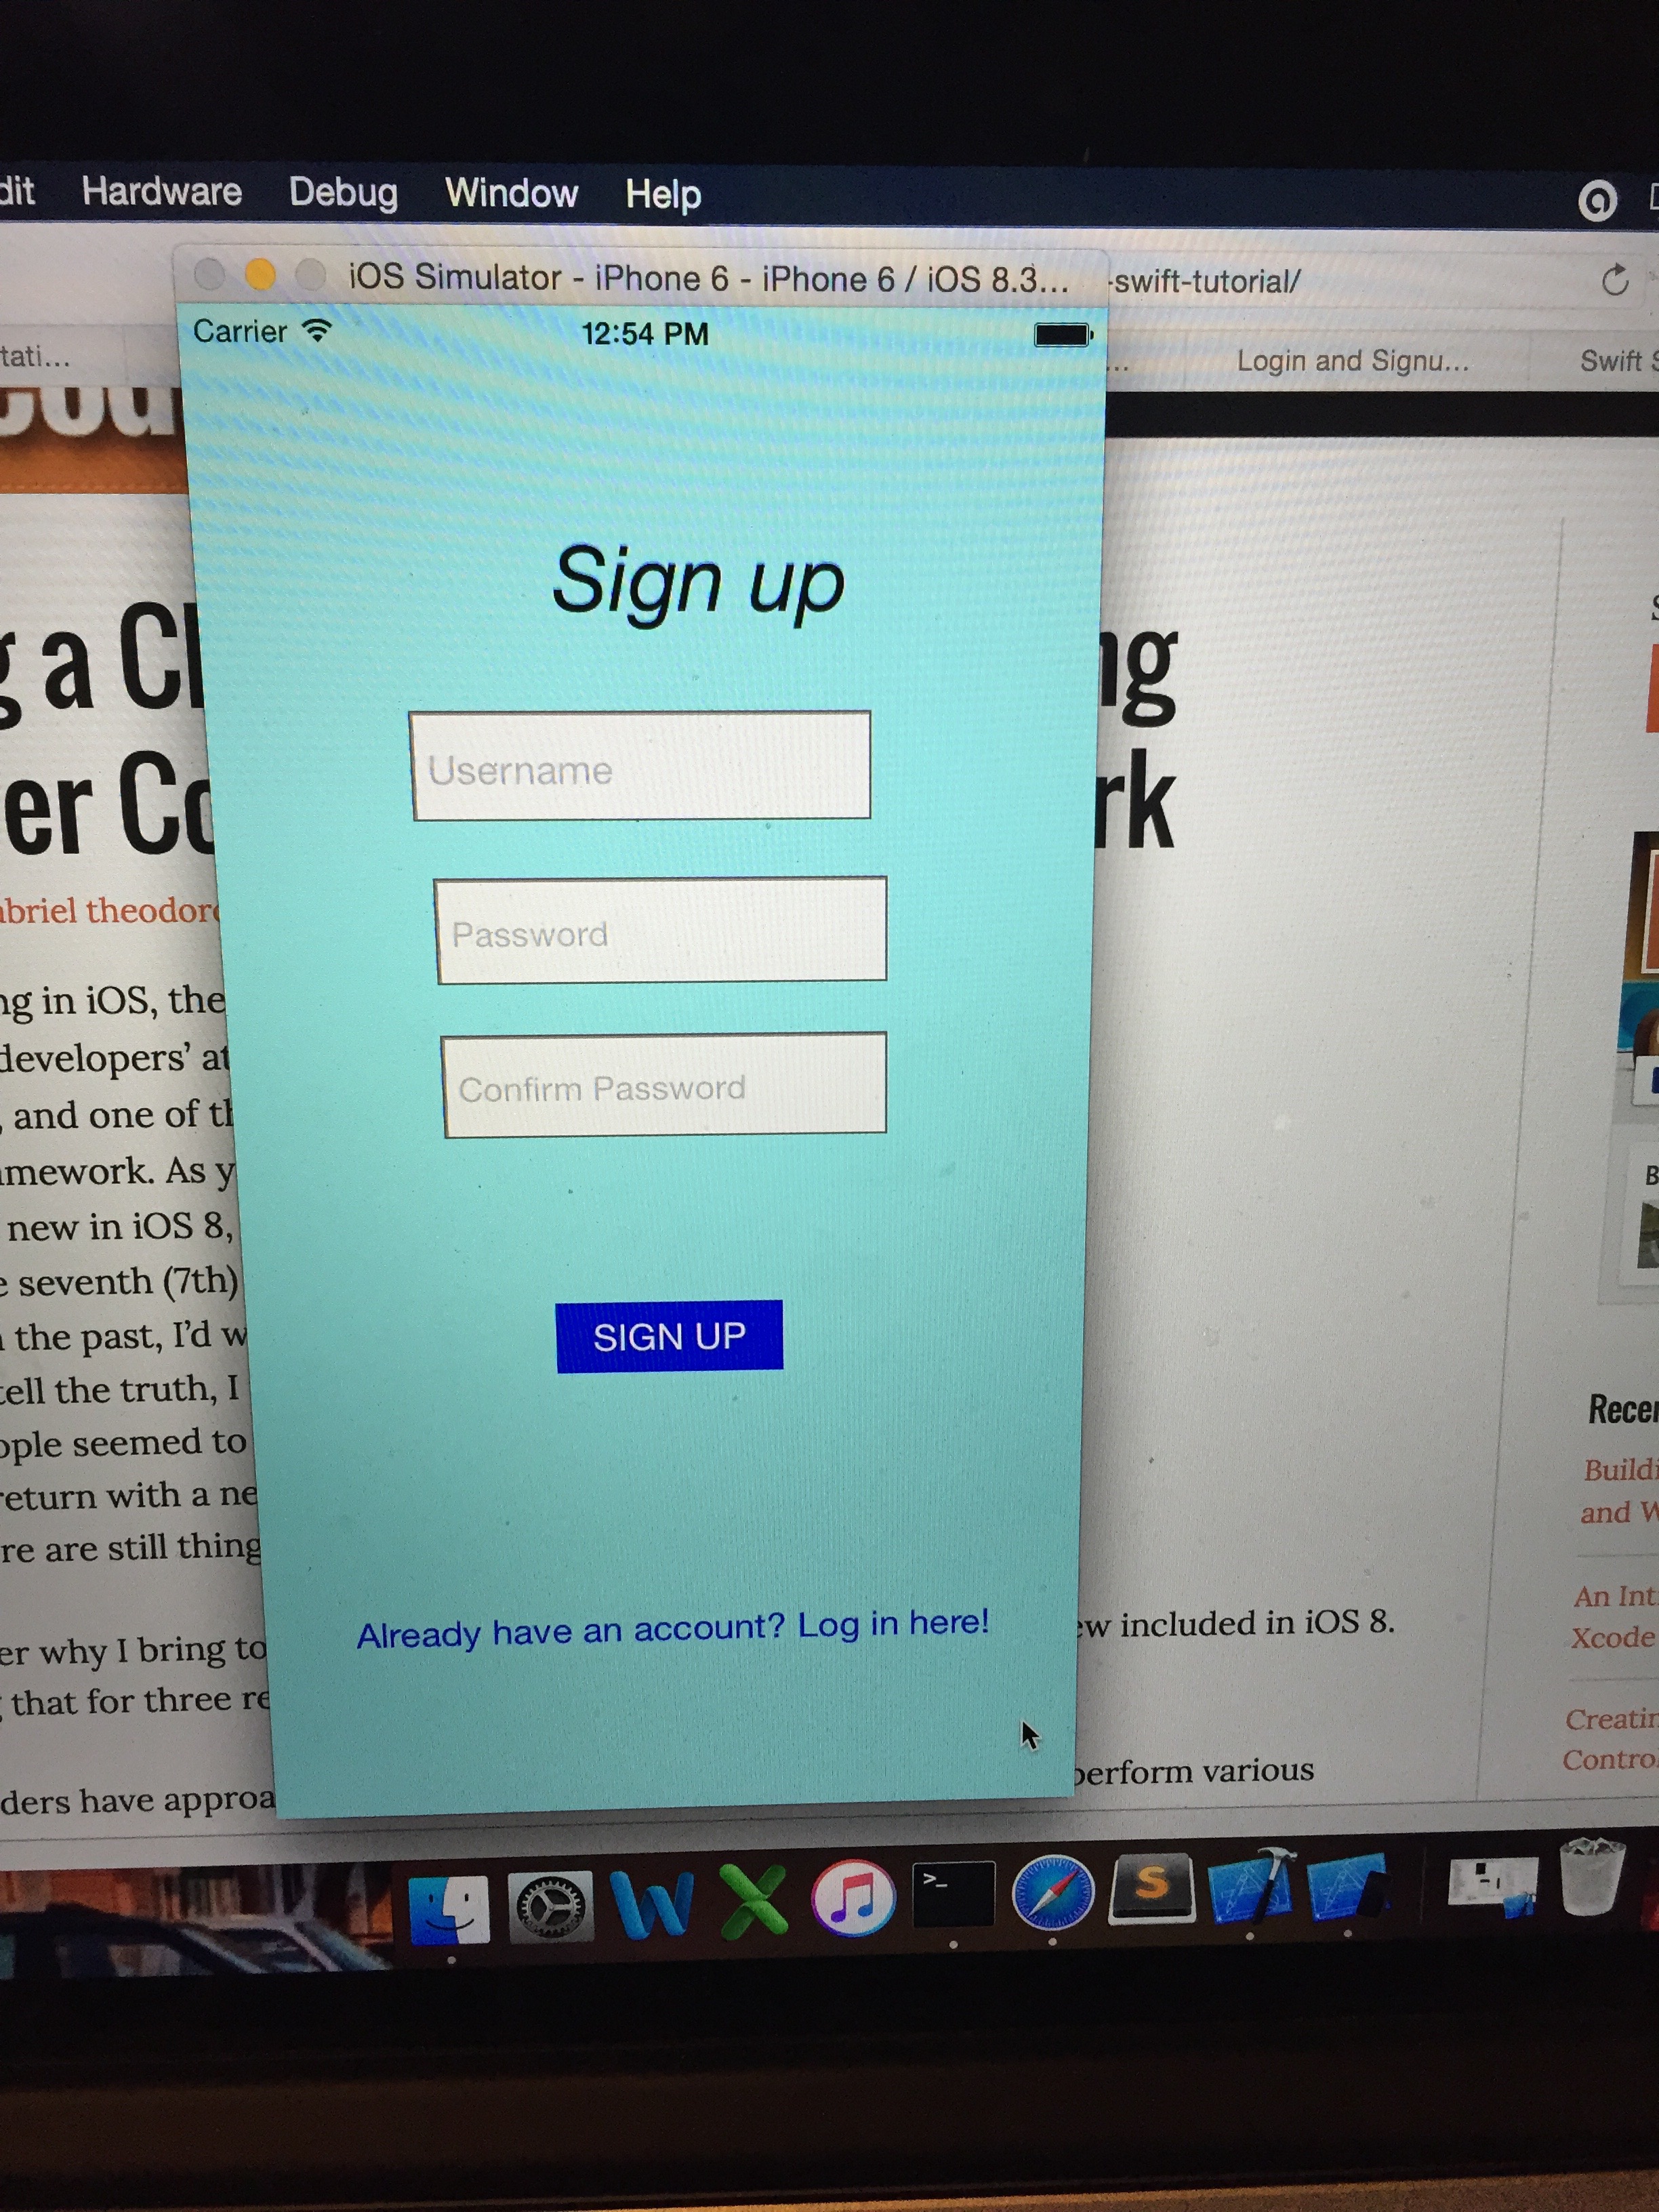 dit Hardware Debug Window Help
iOS Simulator - iPhone 6 - iPhone 6 / iOS 8.3...
-swift-tutorial/
tati...
...
Login and Signu...
Swift S
Carrier
12:54 PM
Sign up
Username
Password
Confirm Password
SIGN UP
Already have an account? Log in here!
g a Ch
ng
er Co
rk
abriel theodoro
ng in iOS, the
developers’ at
, and one of th
amework. As y
new in iOS 8,
e seventh (7th)
n the past, I’d w
tell the truth, I
ople seemed to
return with a ne
re are still thing
er why I bring to
ew included in iOS 8.
that for three re
ders have approa
perform various
Recen
Buildi
and W
An Int
Xcode
Creatin
Contro
>_
S